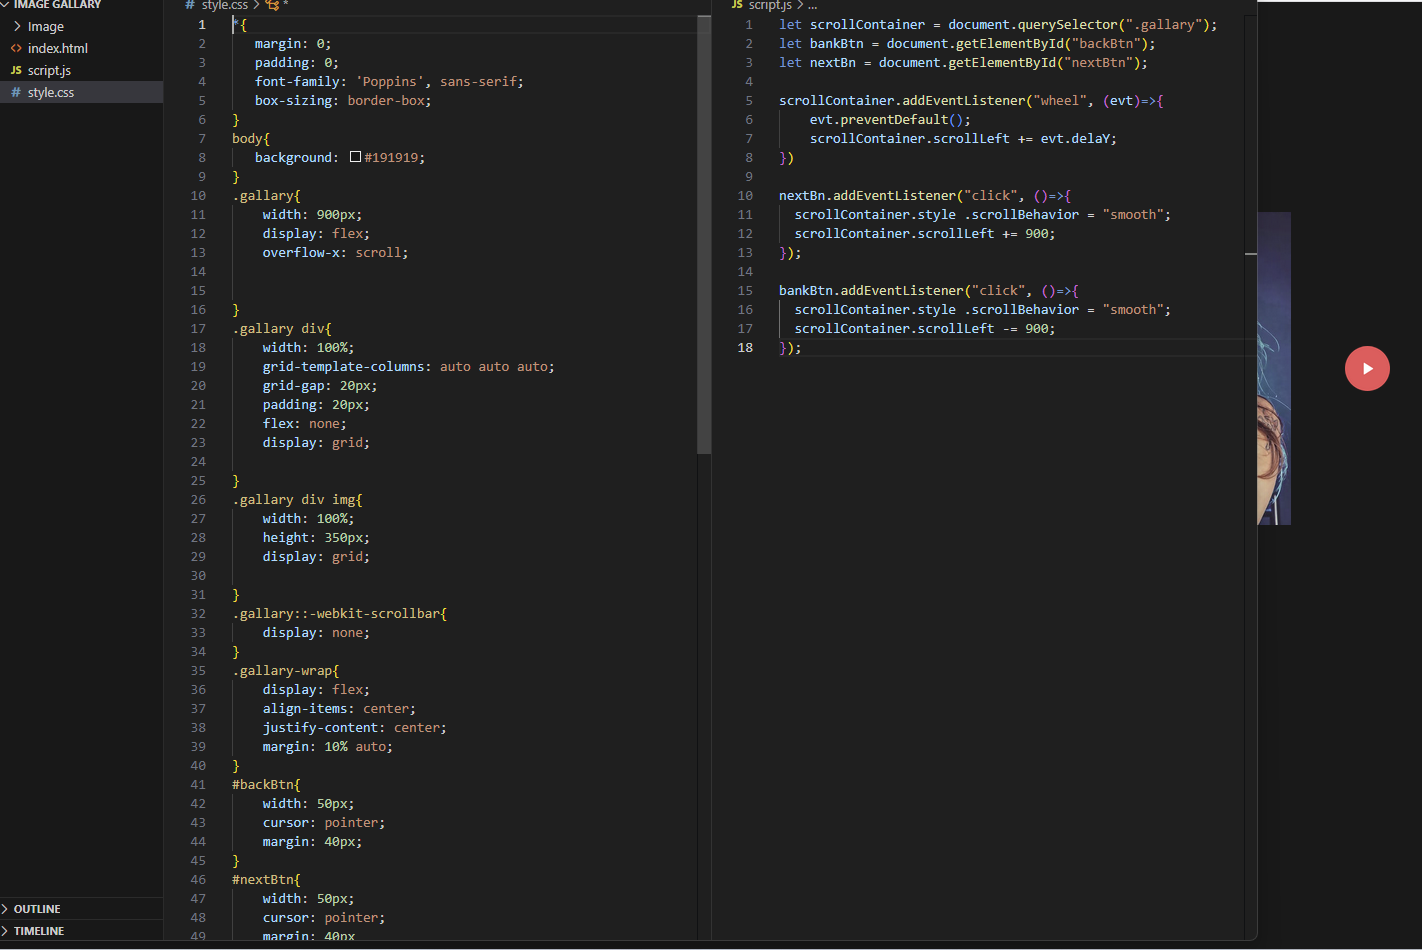 IMAGE GALLARY
Image
index.html
JS script.js
# style.css
OUTLINE
TIMELINE
# style.css > *
1 *{
2 margin: 0;
3 padding: 0;
4 font-family: 'Poppins', sans-serif;
5 box-sizing: border-box;
6 }
7 body{
8 background: #191919;
9 }
10 .gallary{
11 width: 900px;
12 display: flex;
13 overflow-x: scroll;
14
15
16 }
17 .gallary div{
18 width: 100%;
19 grid-template-columns: auto auto auto;
20 grid-gap: 20px;
21 padding: 20px;
22 flex: none;
23 display: grid;
24
25 }
26 .gallary div img{
27 width: 100%;
28 height: 350px;
29 display: grid;
30
31 }
32 .gallary::-webkit-scrollbar{
33 display: none;
34 }
35 .gallary-wrap{
36 display: flex;
37 align-items: center;
38 justify-content: center;
39 margin: 10% auto;
40 }
41 #backBtn{
42 width: 50px;
43 cursor: pointer;
44 margin: 40px;
45 }
46 #nextBtn{
47 width: 50px;
48 cursor: pointer;
49 margin: 40px
JS script.js > ...
1 let scrollContainer = document.querySelector(".gallary");
2 let bankBtn = document.getElementById("backBtn");
3 let nextBn = document.getElementById("nextBtn");
4
5 scrollContainer.addEventListener("wheel", (evt)=>{
6 evt.preventDefault();
7 scrollContainer.scrollLeft += evt.delaY;
8 })
9
10 nextBn.addEventListener("click", ()=>{
11 scrollContainer.style .scrollBehavior = "smooth";
12 scrollContainer.scrollLeft += 900;
13 });
14
15 bankBtn.addEventListener("click", ()=>{
16 scrollContainer.style .scrollBehavior = "smooth";
17 scrollContainer.scrollLeft -= 900;
18 });